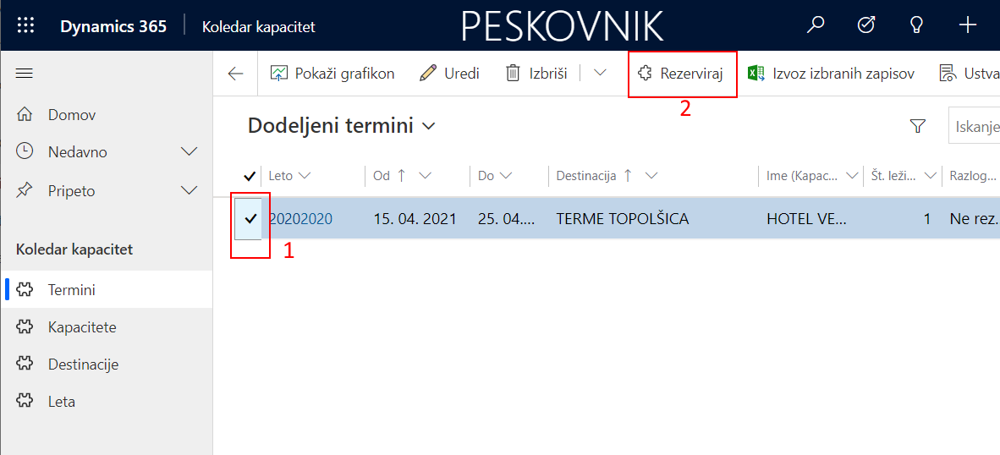 Dynamics 365 Koledar kapacitet PESKOVNIK
Pokaži grafikon Uredi Izbriši Rezerviraj Izvoz izbranih zapisov Ustva
2
Domov
Nedavno
Pripeto
Koledar kapacitet
Termini
Kapacitete
Destinacije
Leta
Dodeljeni termini
Iskanje
Leto Od Do Destinacija Ime (Kapac... Št. leži... Razlog...
20202020 15. 04. 2021 25. 04.... TERME TOPOLŠICA HOTEL VE... 1 Ne rez.
1